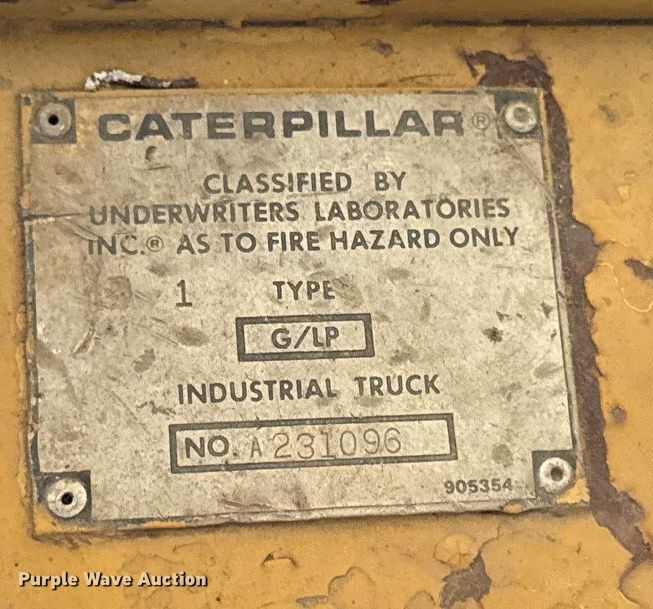 CATERPILLAR®
CLASSIFIED BY
UNDERWRITERS LABORATORIES
INC.® AS TO FIRE HAZARD ONLY
1 TYPE
G/LP
INDUSTRIAL TRUCK
NO. A231096
905354
Purple Wave Auction